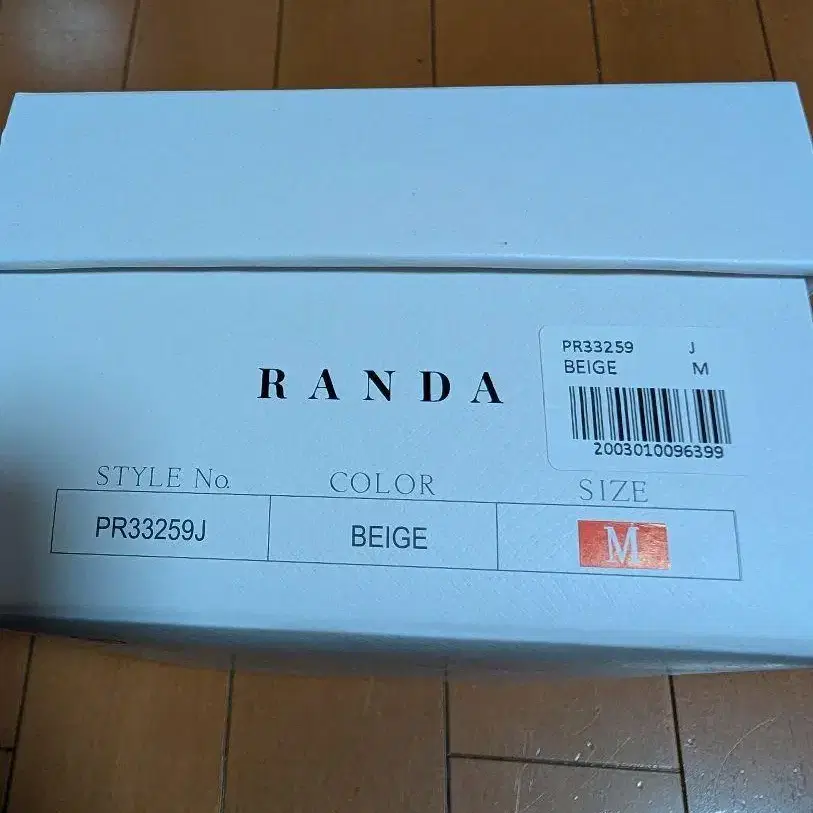 RANDA
PR33259 J
BEIGE M
2003010096399
STYLE No. COLOR SIZE
PR33259J BEIGE M